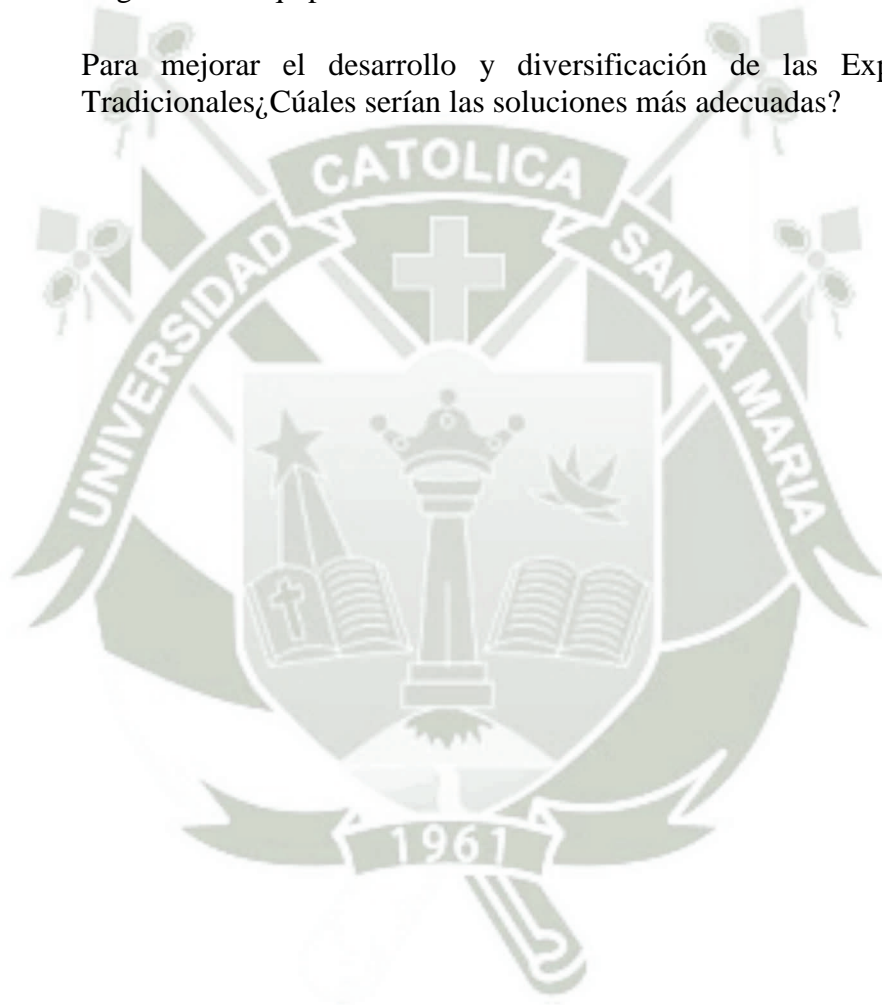 Para mejorar el desarrollo y diversificación de las
Tradicionales¿Cúales serían las soluciones más adecuadas?
UNIVERSIDAD CATOLICA SANTA MARIA
1961